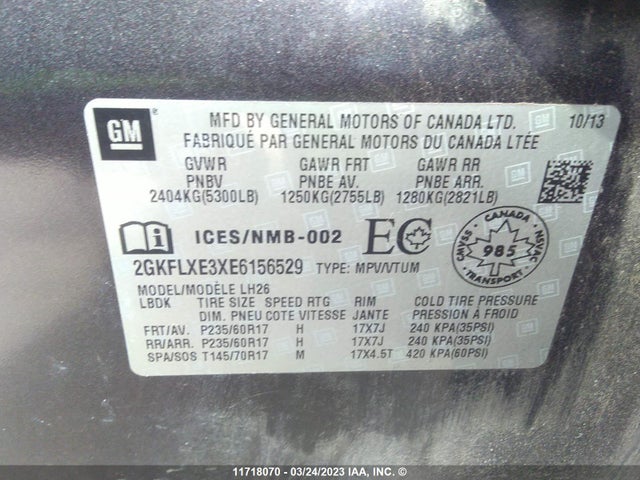 GM
MFD BY GENERAL MOTORS OF CANADA LTD. 10/13
FABRIQUÉ PAR GENERAL MOTORS DU CANADA LTÉE
GVWR GAWR FRT GAWR RR
PNBV PNBE AV. PNBE ARR.
2404KG(5300LB) 1250KG(2755LB) 1280KG(2821LB)
ICES/NMB-002 EC
CANADA
CMVSS 985 NSVAC
TRANSPORT
2GKFLXE3XE6156529 TYPE: MPV/VTUM
MODEL/MODÈLE LH26
LBDK TIRE SIZE SPEED RTG RIM COLD TIRE PRESSURE
DIM. PNEU COTE VITESSE JANTE PRESSION À FROID
FRT/AV. P235/60R17 H 17X7J 240 KPA(35PSI)
RR/ARR. P235/60R17 H 17X7J 240 KPA(35PSI)
SPA/SOS T145/70R17 M 17X4.5T 420 KPA(60PSI)
11718070 - 03/24/2023 IAA, INC. ©